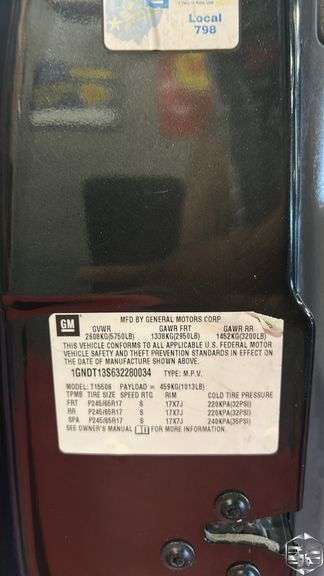 Local
798
GM
MFD BY GENERAL MOTORS CORP
GVWR GAWR FRT GAWR RR
2608KG(5750LB) 1338KG(2950LB) 1452KG(3200LB)
THIS VEHICLE CONFORMS TO ALL APPLICABLE U.S. FEDERAL MOTOR
VEHICLE SAFETY AND THEFT PREVENTION STANDARDS IN EFFECT ON
THE DATE OF MANUFACTURE SHOWN ABOVE.
1GNDT13S632280034 TYPE: M.P.V.
MODEL: T15506 PAYLOAD = 459KG(1013LB)
TPMB TIRE SIZE SPEED RTG RIM COLD TIRE PRESSURE
FRT P245/65R17 S 17X7J 220KPA(32PSI)
RR P245/65R17 S 17X7J 220KPA(32PSI)
SPA P245/65R17 S 17X7J 240KPA(35PSI)
SEE OWNER'S MANUAL FOR MORE INFORMATION.